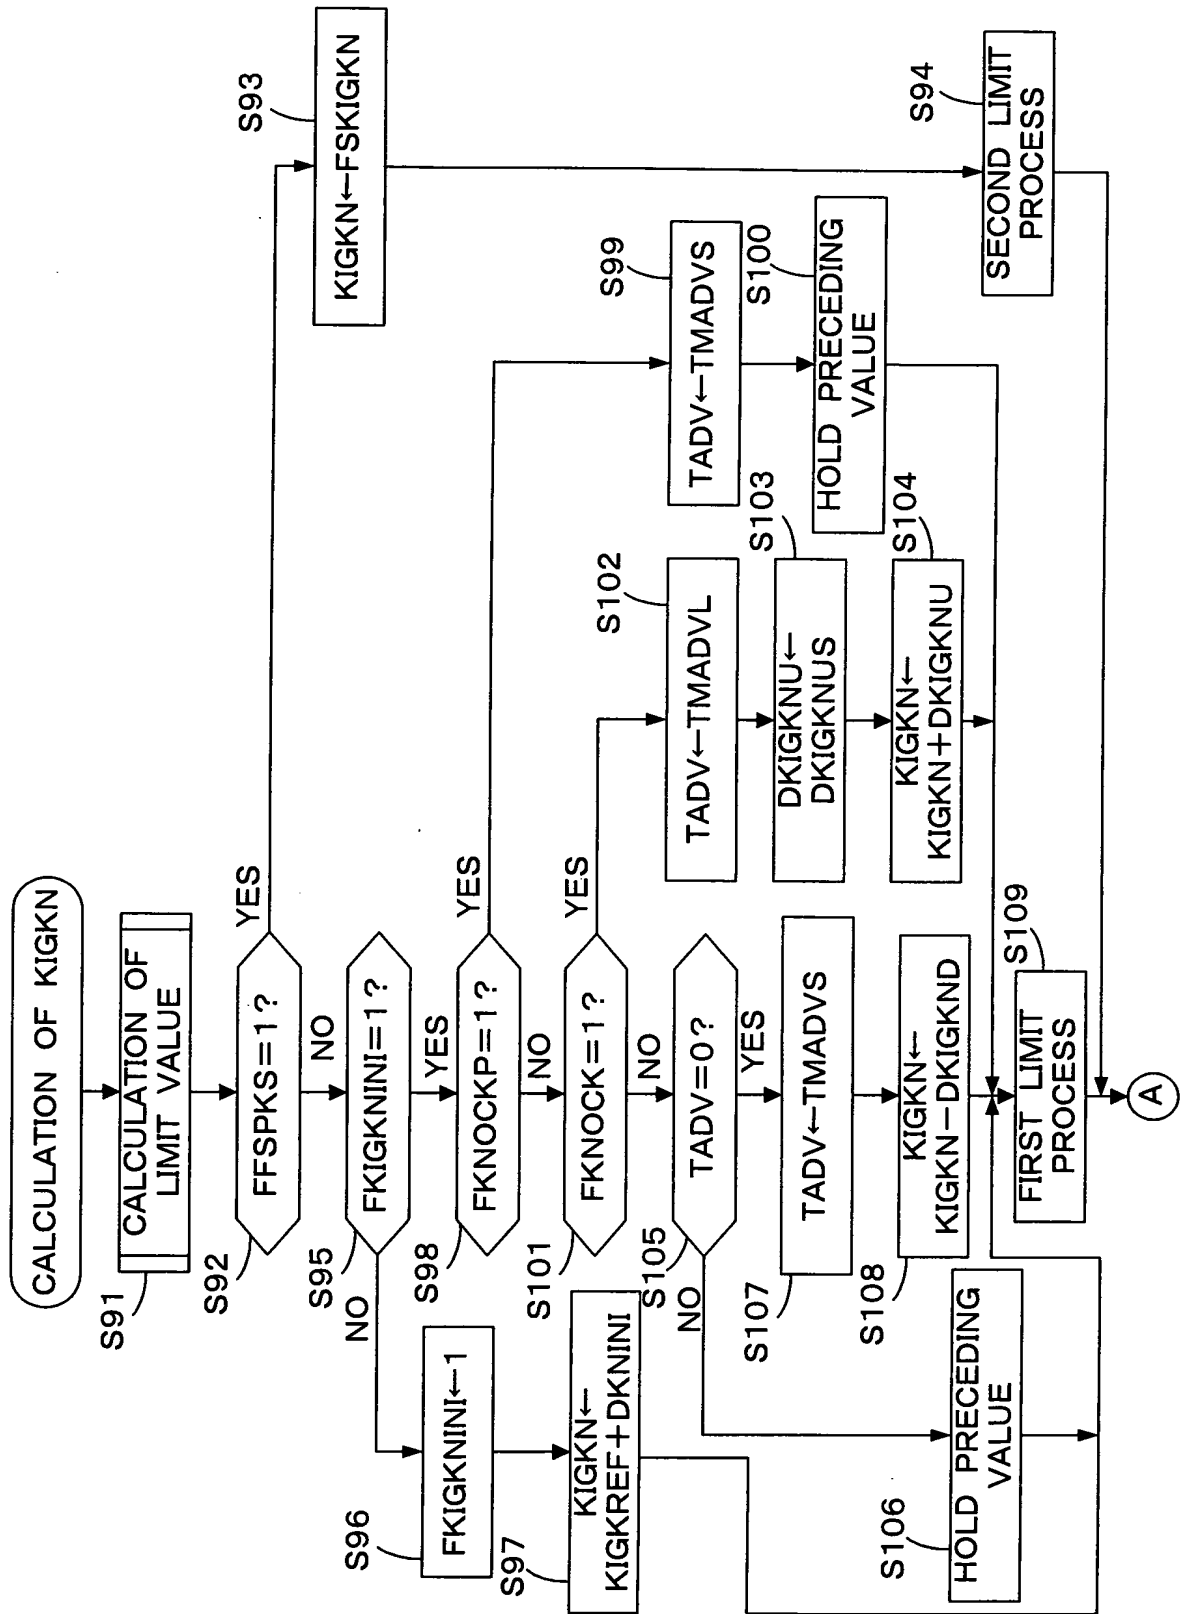 CALCULATION OF KIGKN
S91
CALCULATION OF
LIMIT VALUE
S92
FFSPKS=1?
YES
NO
S93
KIGKN←FSKIGKN
S94
SECOND LIMIT
PROCESS
S95
FKIGKNINI=1?
NO
YES
S96
FKIGKNINI←1
S97
KIGKN←
KIGKREF+DKNINI
S98
FKNOCKP=1?
YES
NO
S99
TADV←TMADVS
S100
HOLD PRECEDING
VALUE
S101
FKNOCK=1?
YES
NO
S102
TADV←TMADVL
S103
DKIGKNU←
DKIGKNUS
S104
KIGKN←
KIGKN+DKIGKNU
S105
TADV=0?
NO
YES
S106
HOLD PRECEDING
VALUE
S107
TADV←TMADVS
S108
KIGKN←
KIGKN−DKIGKND
S109
FIRST LIMIT
PROCESS
A